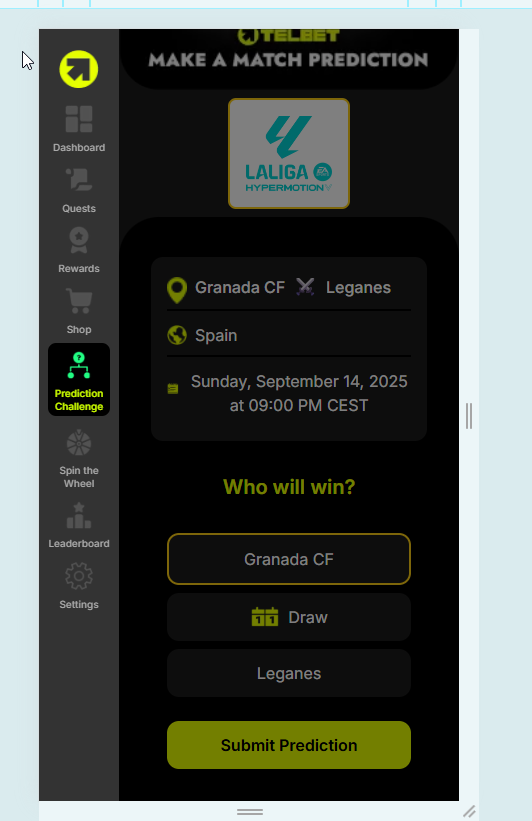 TELBET
MAKE A MATCH PREDICTION
LALIGA EA
HYPERMOTION
Dashboard
Quests
Rewards
Shop
?
Prediction
Challenge
Spin the
Wheel
Leaderboard
Settings
Granada CF ⚔ Leganes
Spain
Sunday, September 14, 2025
at 09:00 PM CEST
Who will win?
Granada CF
1 1 Draw
Leganes
Submit Prediction